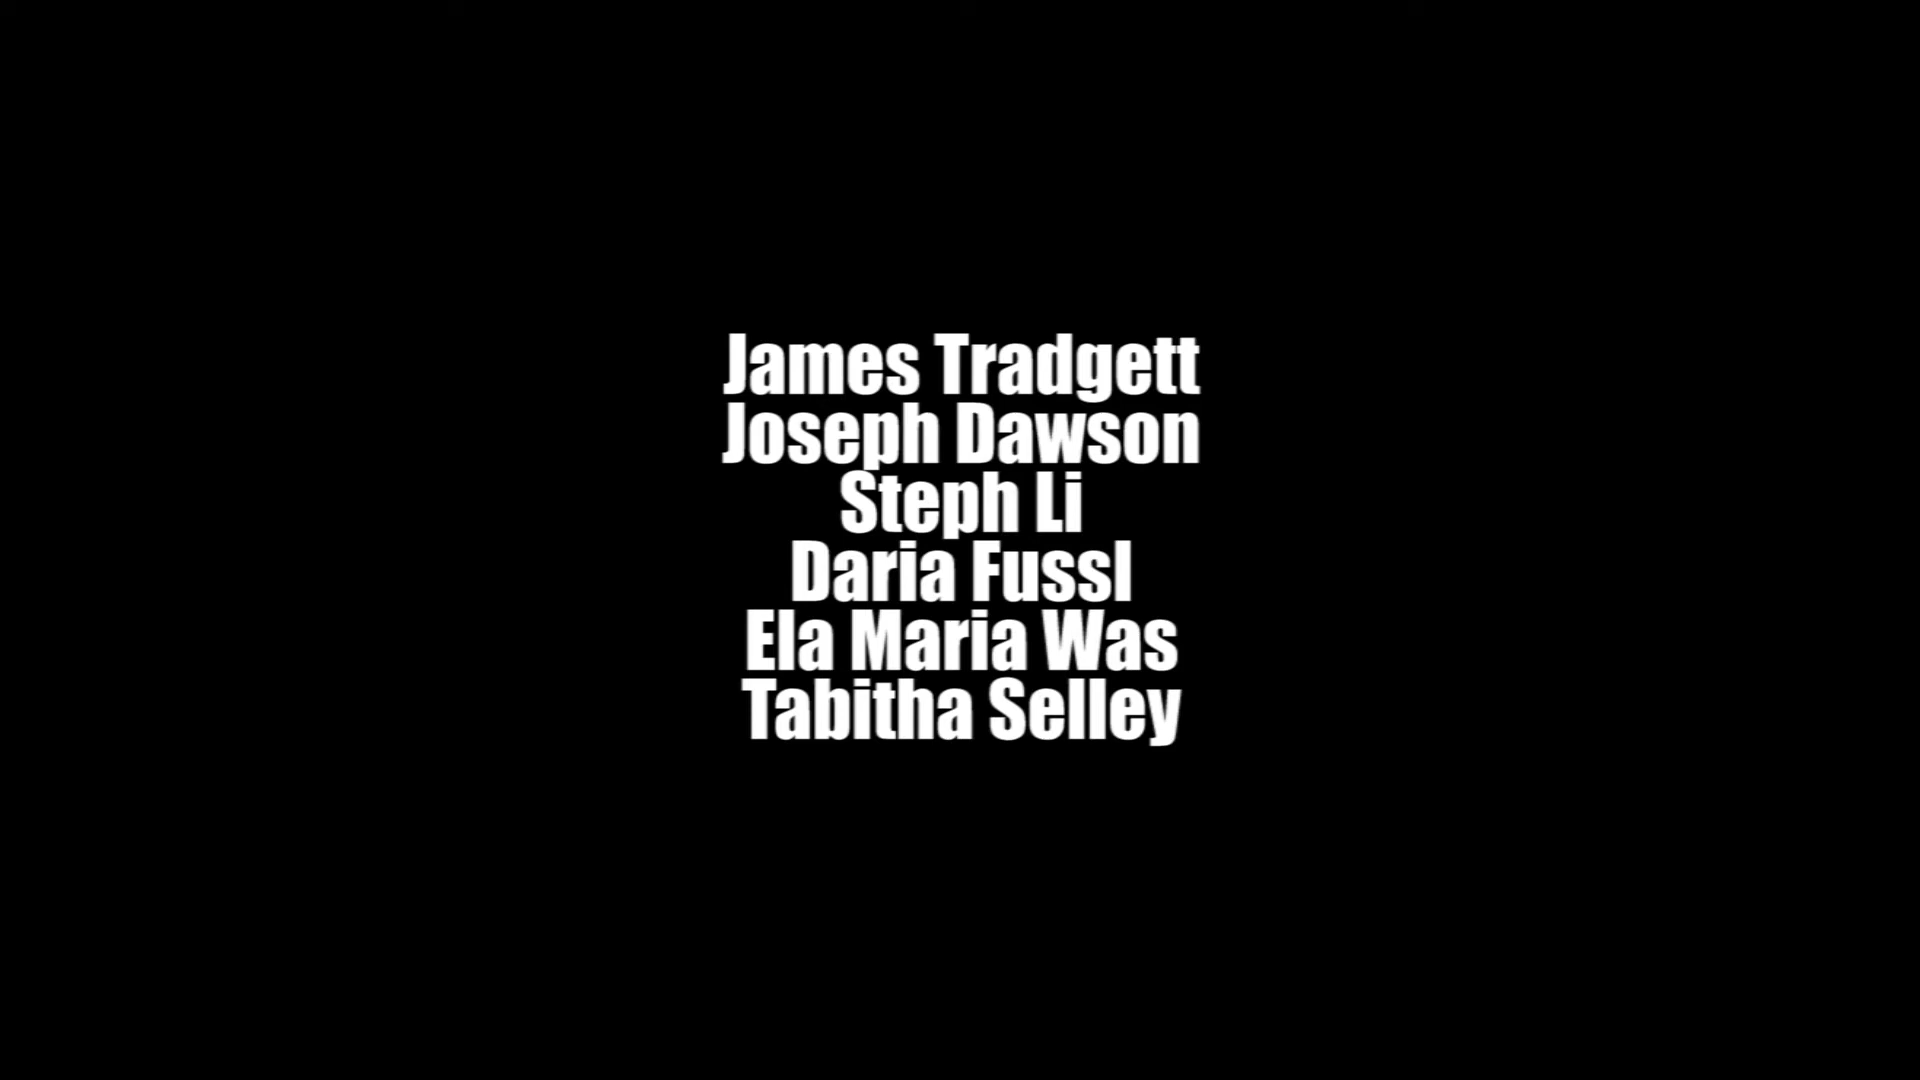 James Tradgett
Joseph Dawson
Steph Li
Daria Fussl
Ela Maria Was
Tabitha Selley